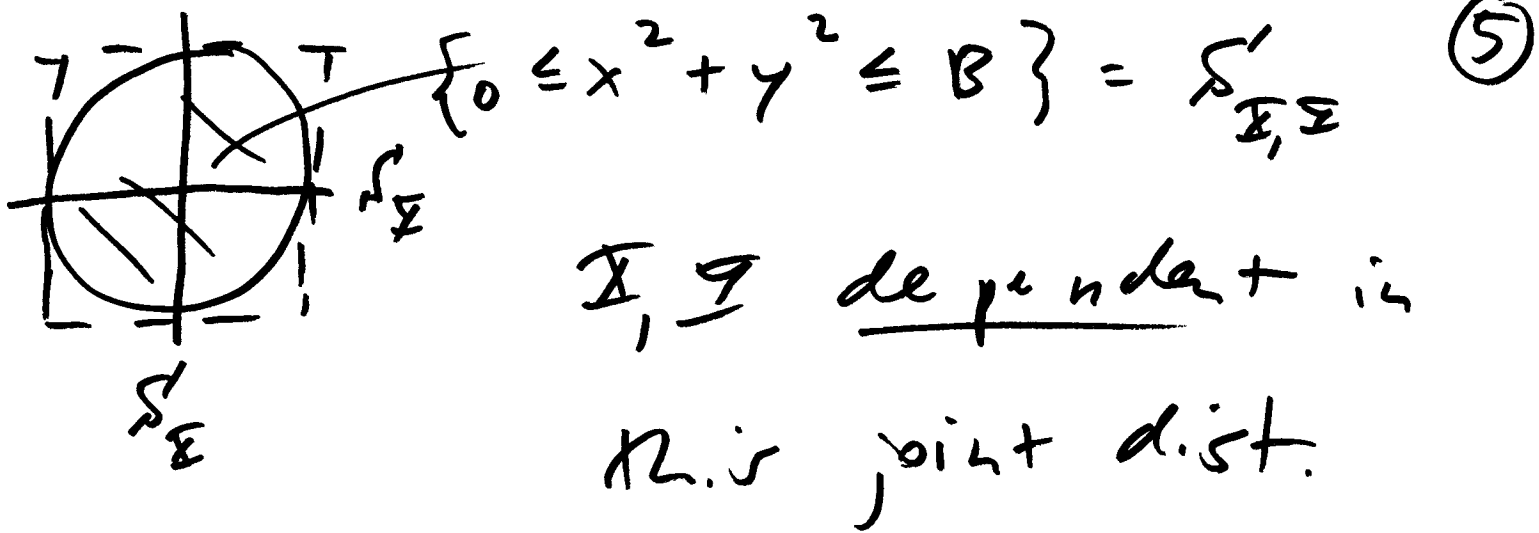 {0 ≤ x² + y² ≤ B} = S_{X,Y} ⑤
S_Y
X, Y dependent in
S_X
this joint dist.